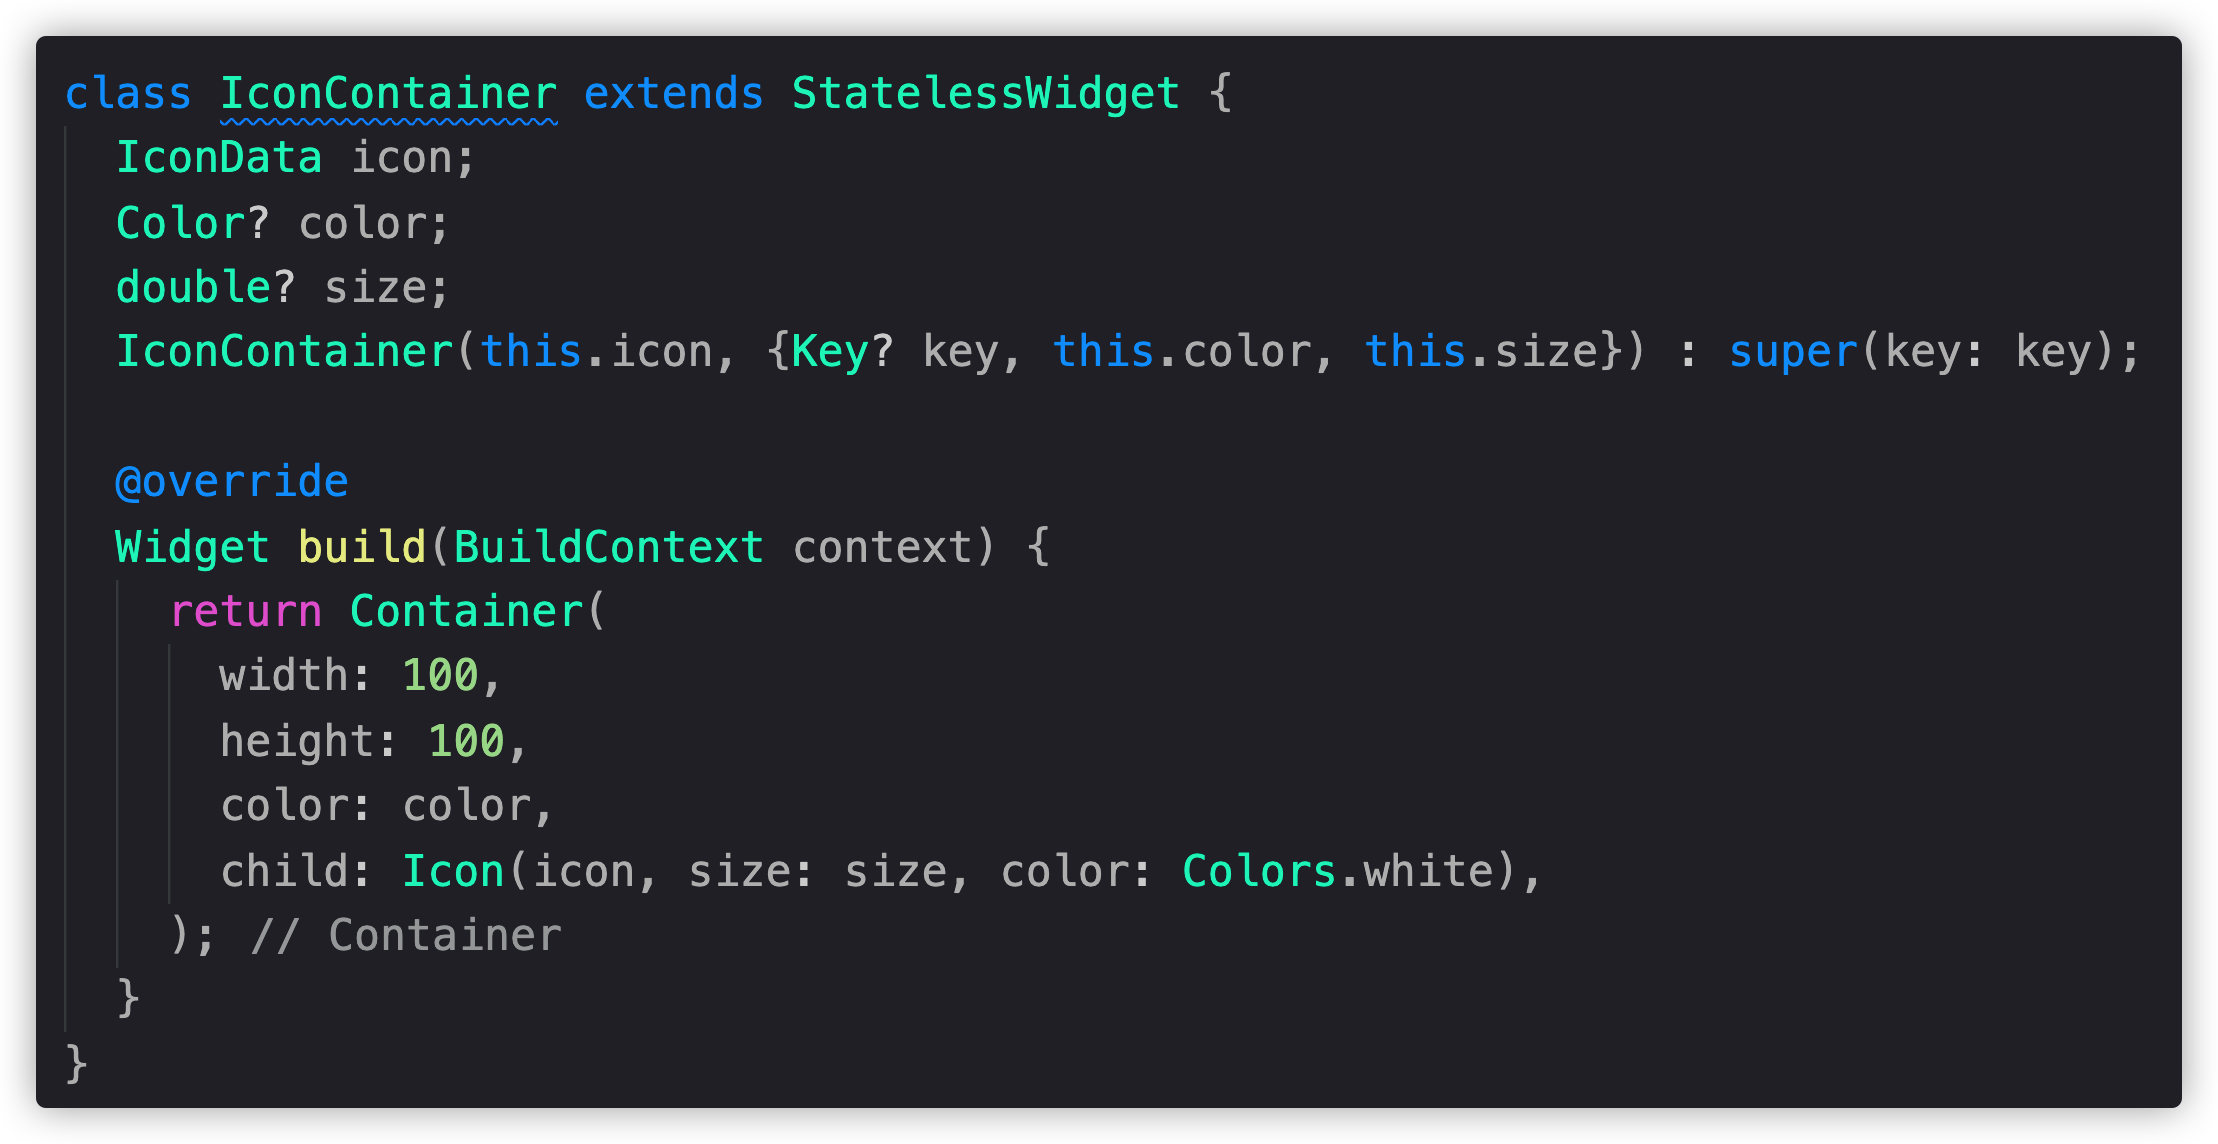 class IconContainer extends StatelessWidget {
  IconData icon;
  Color? color;
  double? size;
  IconContainer(this.icon, {Key? key, this.color, this.size}) : super(key: key);

  @override
  Widget build(BuildContext context) {
    return Container(
      width: 100,
      height: 100,
      color: color,
      child: Icon(icon, size: size, color: Colors.white),
    ); // Container
  }
}